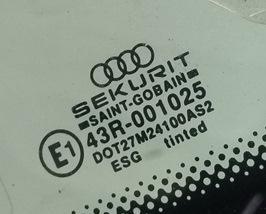 SEKURIT
SAINT-GOBAIN
E1 43R-001025
DOT27M24100AS2
ESG tinted